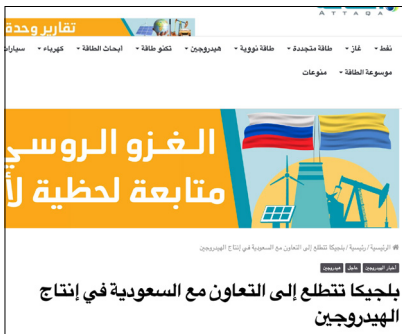 ATTAQA
تقارير وحدة
نفط غاز طاقة متجددة طاقة نووية هيدروجين تكنو طاقة أبحاث الطاقة كهرباء سيارات
موسوعة الطاقة منوعات
الغزو الروسي
متابعة لحظية لأ
الرئيسية / رئيسية / بلجيكا تتطلع إلى التعاون مع السعودية في إنتاج الهيدروجين
أخبار الهيدروجين عاجل هيدروجين
بلجيكا تتطلع إلى التعاون مع السعودية في إنتاج
الهيدروجين